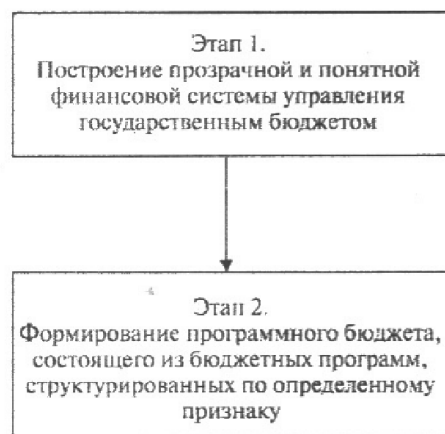 Этап 1.
Построение прозрачной и понятной
финансовой системы управления
государственным бюджетом
Этап 2.
Формирование программного бюджета,
состоящего из бюджетных программ,
структурированных по определенному
признаку